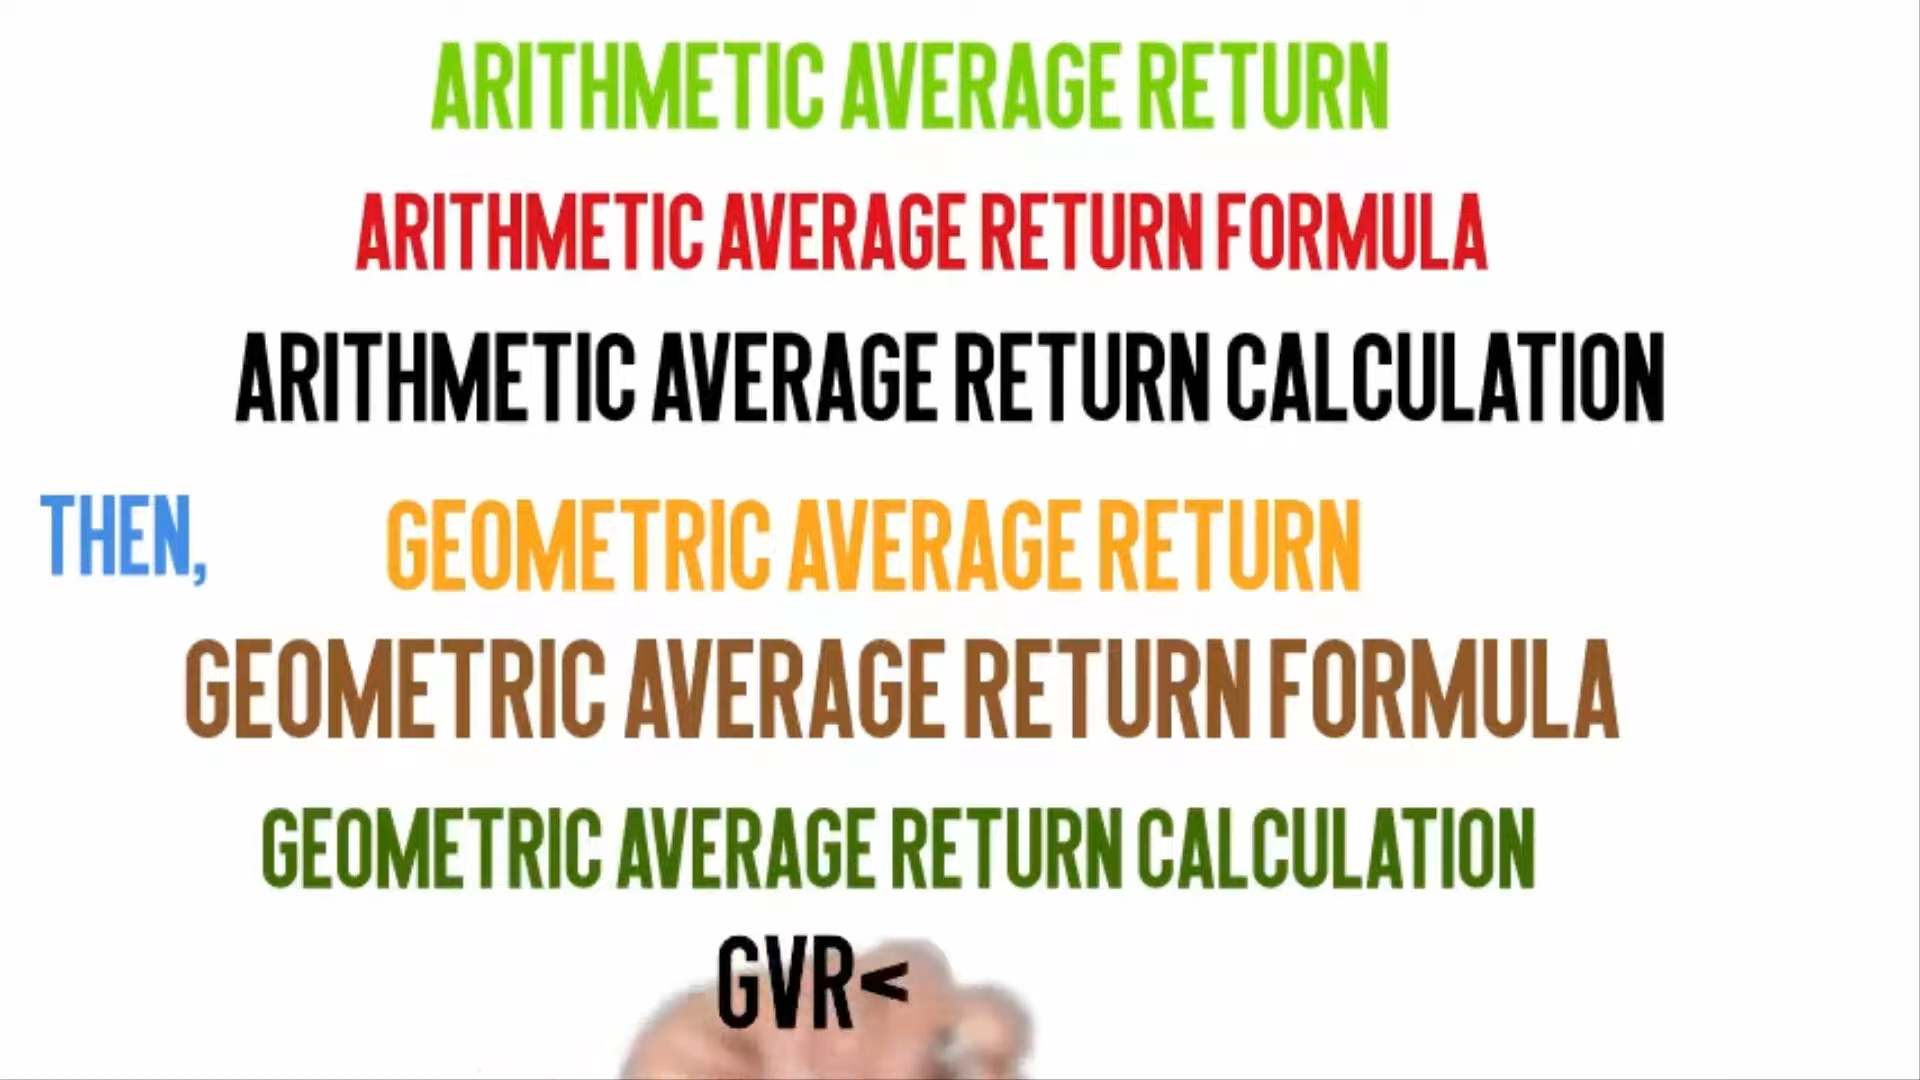 ARITHMETIC AVERAGE RETURN
ARITHMETIC AVERAGE RETURN FORMULA
ARITHMETIC AVERAGE RETURN CALCULATION
THEN, GEOMETRIC AVERAGE RETURN
GEOMETRIC AVERAGE RETURN FORMULA
GEOMETRIC AVERAGE RETURN CALCULATION
GVR<